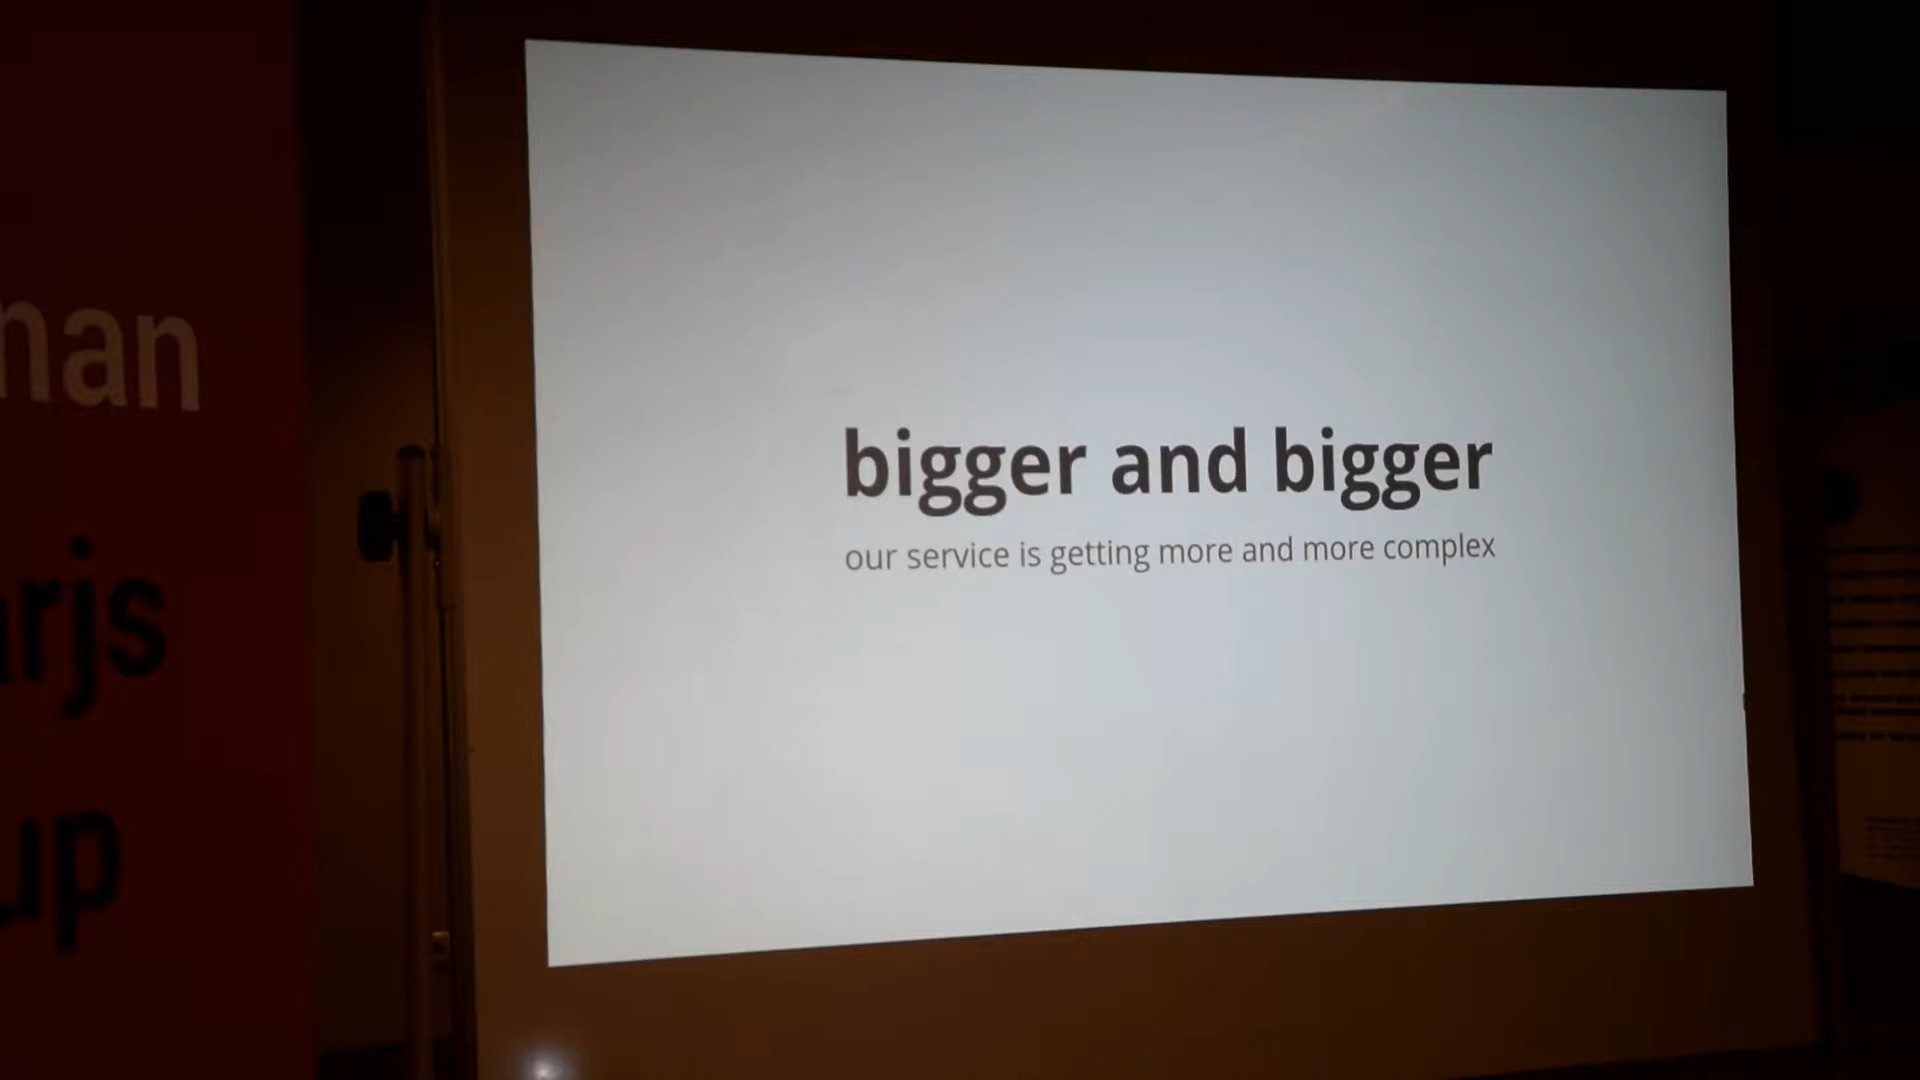 nan
arjs
up
bigger and bigger
our service is getting more and more complex